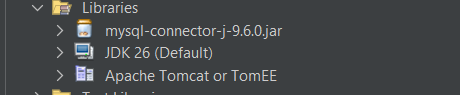 Libraries
mysql-connector-j-9.6.0.jar
JDK 26 (Default)
Apache Tomcat or TomEE